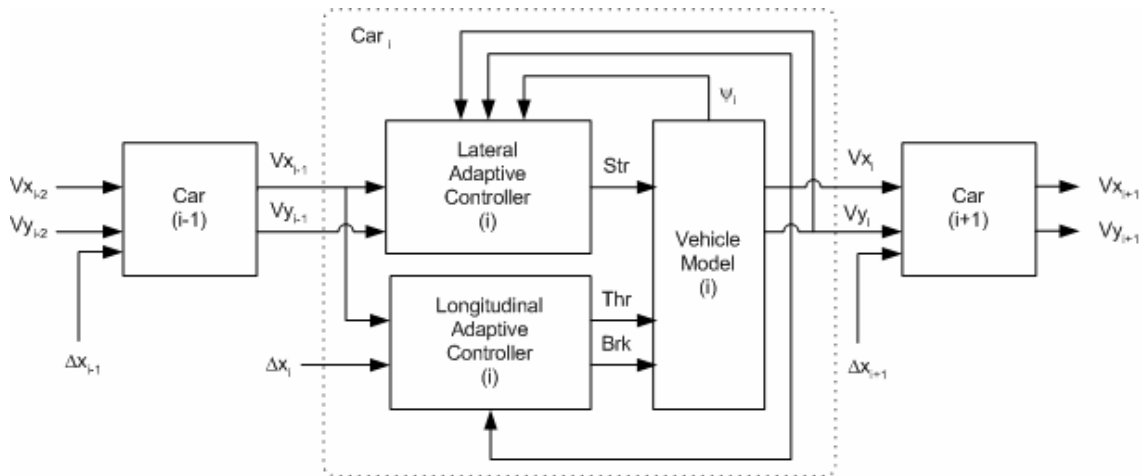 Car i
Ψi
Vxi-2
Vyi-2
Δxi-1
Car
(i-1)
Vxi-1
Vyi-1
Δxi
Lateral
Adaptive
Controller
(i)
Longitudinal
Adaptive
Controller
(i)
Str
Thr
Brk
Vehicle
Model
(i)
Vxi
Vyi
Δxi+1
Car
(i+1)
Vxi+1
Vyi+1